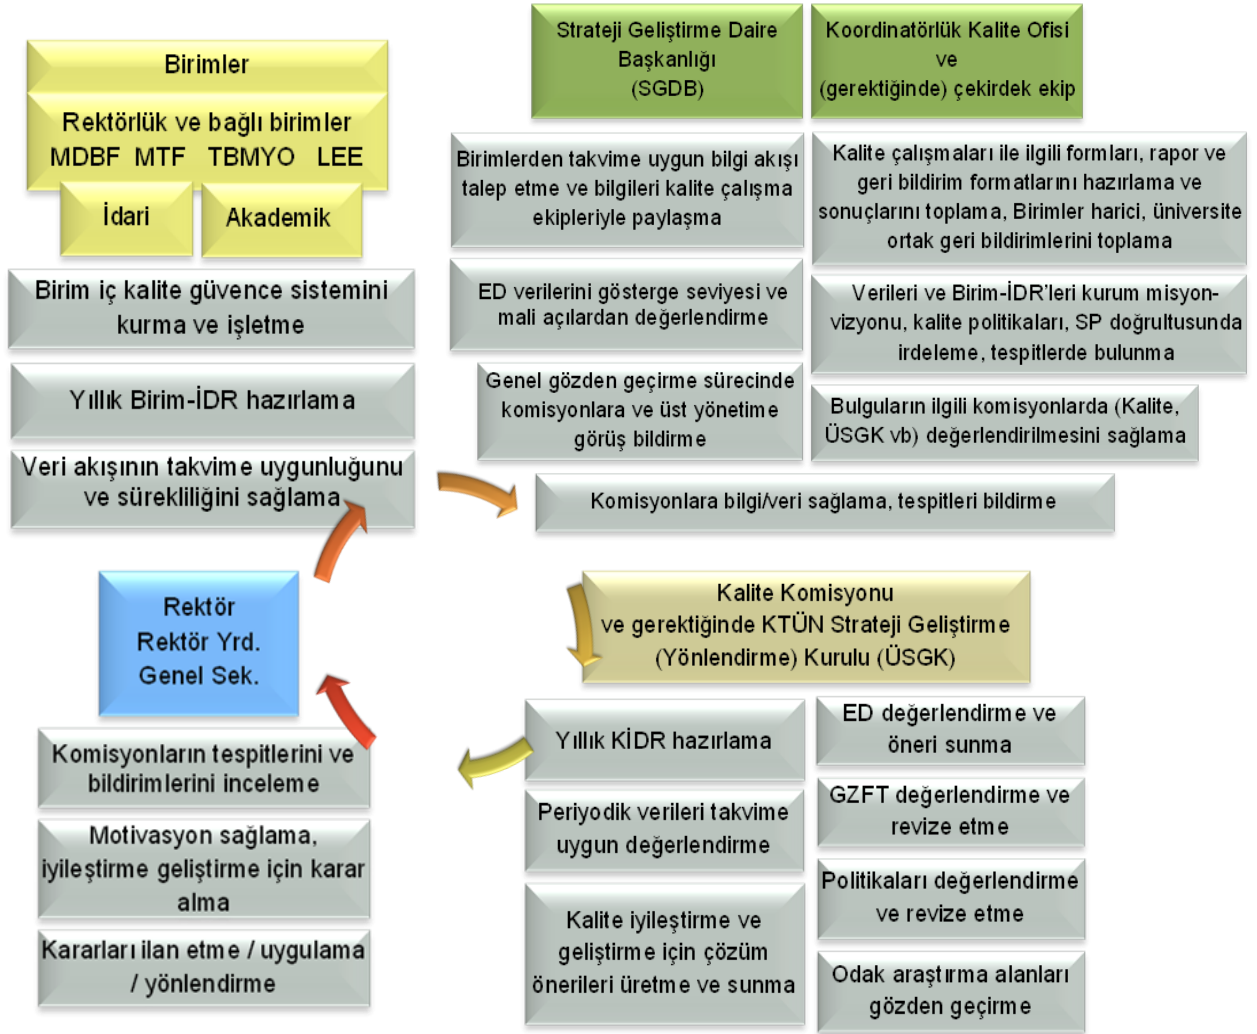 Birimler
Rektörlük ve bağlı birimler
MDBF MTF TBMYO LEE
İdari
Akademik
Birim iç kalite güvence sistemini
kurma ve işletme
Yıllık Birim-İDR hazırlama
Veri akışının takvime uygunluğunu
ve sürekliliğini sağlama
Strateji Geliştirme Daire
Başkanlığı
(SGDB)
Birimlerden takvime uygun bilgi akışı
talep etme ve bilgileri kalite çalışma
ekipleriyle paylaşma
ED verilerini gösterge seviyesi ve
mali açılardan değerlendirme
Genel gözden geçirme sürecinde
komisyonlara ve üst yönetime
görüş bildirme
Koordinatörlük Kalite Ofisi
ve
(gerektiğinde) çekirdek ekip
Kalite çalışmaları ile ilgili formları, rapor ve
geri bildirim formatlarını hazırlama ve
sonuçlarını toplama, Birimler harici, üniversite
ortak geri bildirimlerini toplama
Verileri ve Birim-İDR'leri kurum misyon-
vizyonu, kalite politikaları, SP doğrultusunda
irdeleme, tespitlerde bulunma
Bulguların ilgili komisyonlarda (Kalite,
ÜSGK vb) değerlendirilmesini sağlama
Komisyonlara bilgi/veri sağlama, tespitleri bildirme
Kalite Komisyonu
ve gerektiğinde KTÜN Strateji Geliştirme
(Yönlendirme) Kurulu (ÜSGK)
Yıllık KİDR hazırlama
Periyodik verileri takvime
uygun değerlendirme
Kalite iyileştirme ve
geliştirme için çözüm
önerileri üretme ve sunma
ED değerlendirme ve
öneri sunma
GZFT değerlendirme ve
revize etme
Politikaları değerlendirme
ve revize etme
Odak araştırma alanları
gözden geçirme
Rektör
Rektör Yrd.
Genel Sek.
Komisyonların tespitlerini ve
bildirimlerini inceleme
Motivasyon sağlama,
iyileştirme geliştirme için karar
alma
Kararları ilan etme / uygulama
/ yönlendirme